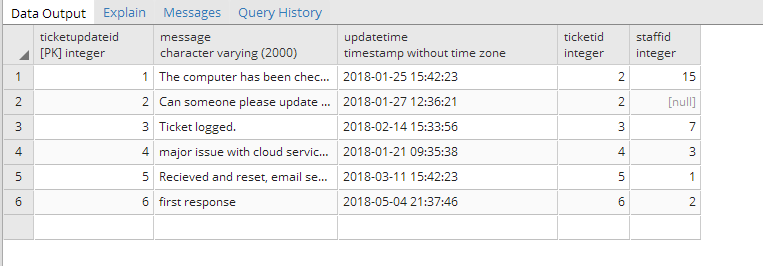 Data Output Explain Messages Query History
ticketupdateid message updatetime ticketid staffid
[PK] integer character varying (2000) timestamp without time zone integer integer
1 1 The computer has been chec... 2018-01-25 15:42:23 2 15
2 2 Can someone please update ... 2018-01-27 12:36:21 2 [null]
3 3 Ticket logged. 2018-02-14 15:33:56 3 7
4 4 major issue with cloud servic... 2018-01-21 09:35:38 4 3
5 5 Recieved and reset, email se... 2018-03-11 15:42:23 5 1
6 6 first response 2018-05-04 21:37:46 6 2